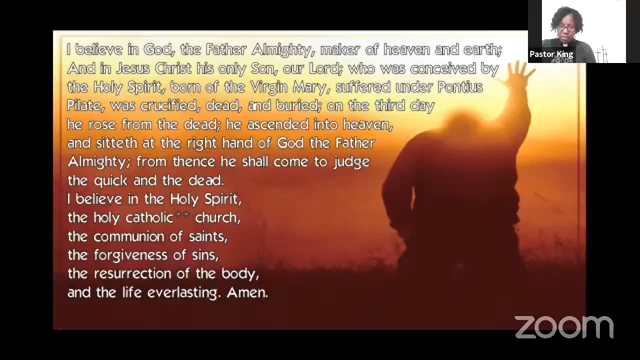 I believe in God, the Father Almighty, maker of heaven and earth;
And in Jesus Christ his only Son, our Lord; who was conceived by
the Holy Spirit, born of the Virgin Mary, suffered under Pontius
Pilate, was crucified, dead, and buried; on the third day
he rose from the dead; he ascended into heaven,
and sitteth at the right hand of God the Father
Almighty; from thence he shall come to judge
the quick and the dead.
I believe in the Holy Spirit,
the holy catholic** church,
the communion of saints,
the forgiveness of sins,
the resurrection of the body,
and the life everlasting. Amen.
Pastor King
zoom